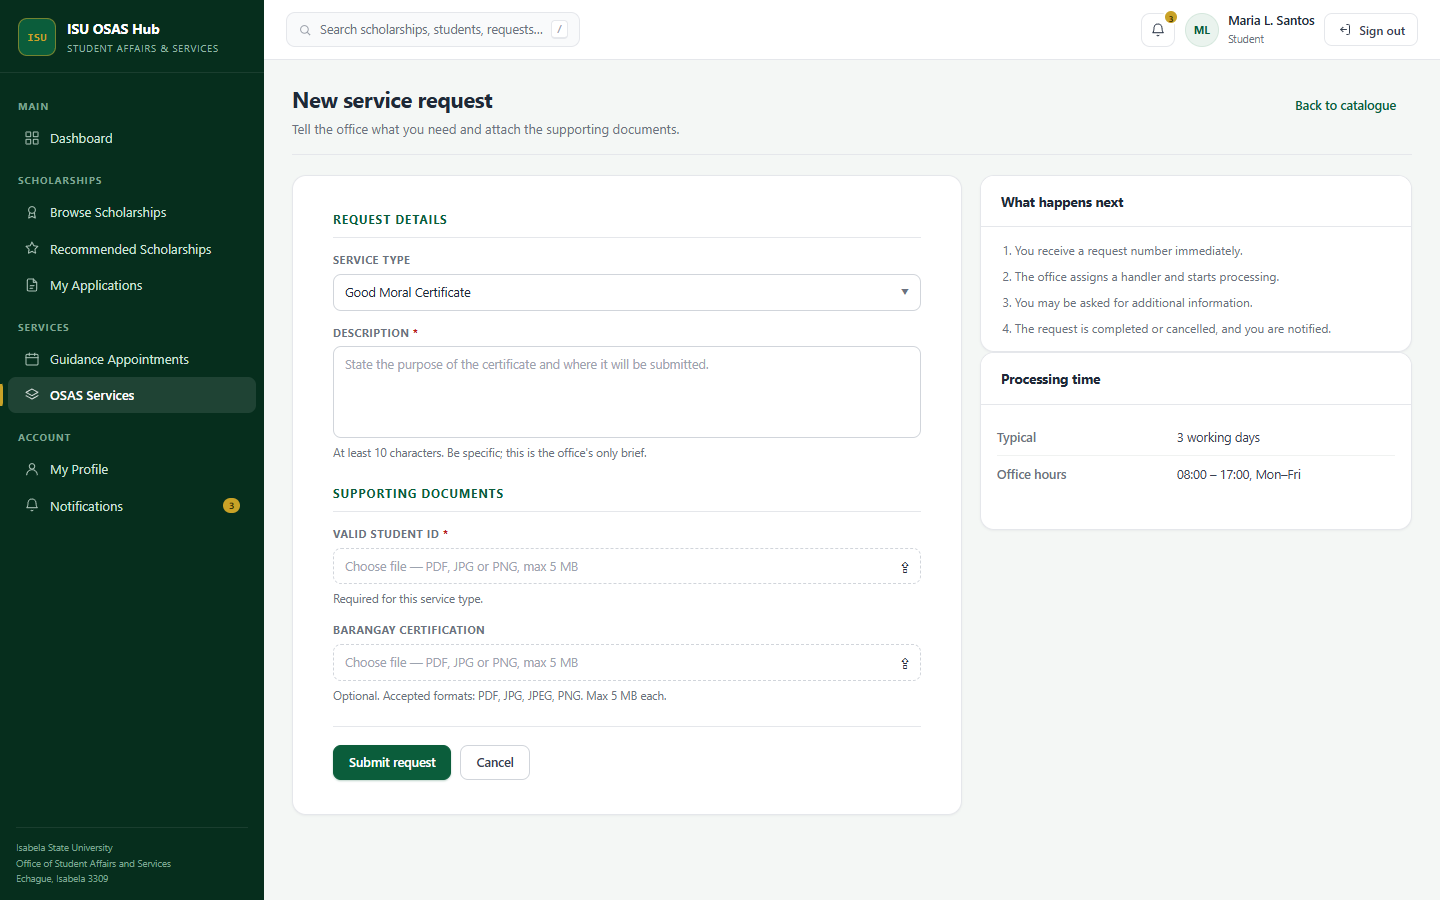 ISU
ISU OSAS Hub
STUDENT AFFAIRS & SERVICES
MAIN
Dashboard
SCHOLARSHIPS
Browse Scholarships
Recommended Scholarships
My Applications
SERVICES
Guidance Appointments
OSAS Services
ACCOUNT
My Profile
Notifications
3
Isabela State University
Office of Student Affairs and Services
Echague, Isabela 3309
Search scholarships, students, requests...
/
3
ML
Maria L. Santos
Student
Sign out
New service request
Tell the office what you need and attach the supporting documents.
Back to catalogue
REQUEST DETAILS
SERVICE TYPE
Good Moral Certificate
DESCRIPTION *
State the purpose of the certificate and where it will be submitted.
At least 10 characters. Be specific; this is the office's only brief.
SUPPORTING DOCUMENTS
VALID STUDENT ID *
Choose file — PDF, JPG or PNG, max 5 MB
Required for this service type.
BARANGAY CERTIFICATION
Choose file — PDF, JPG or PNG, max 5 MB
Optional. Accepted formats: PDF, JPG, JPEG, PNG. Max 5 MB each.
Submit request
Cancel
What happens next
1. You receive a request number immediately.
2. The office assigns a handler and starts processing.
3. You may be asked for additional information.
4. The request is completed or cancelled, and you are notified.
Processing time
Typical
3 working days
Office hours
08:00 – 17:00, Mon–Fri